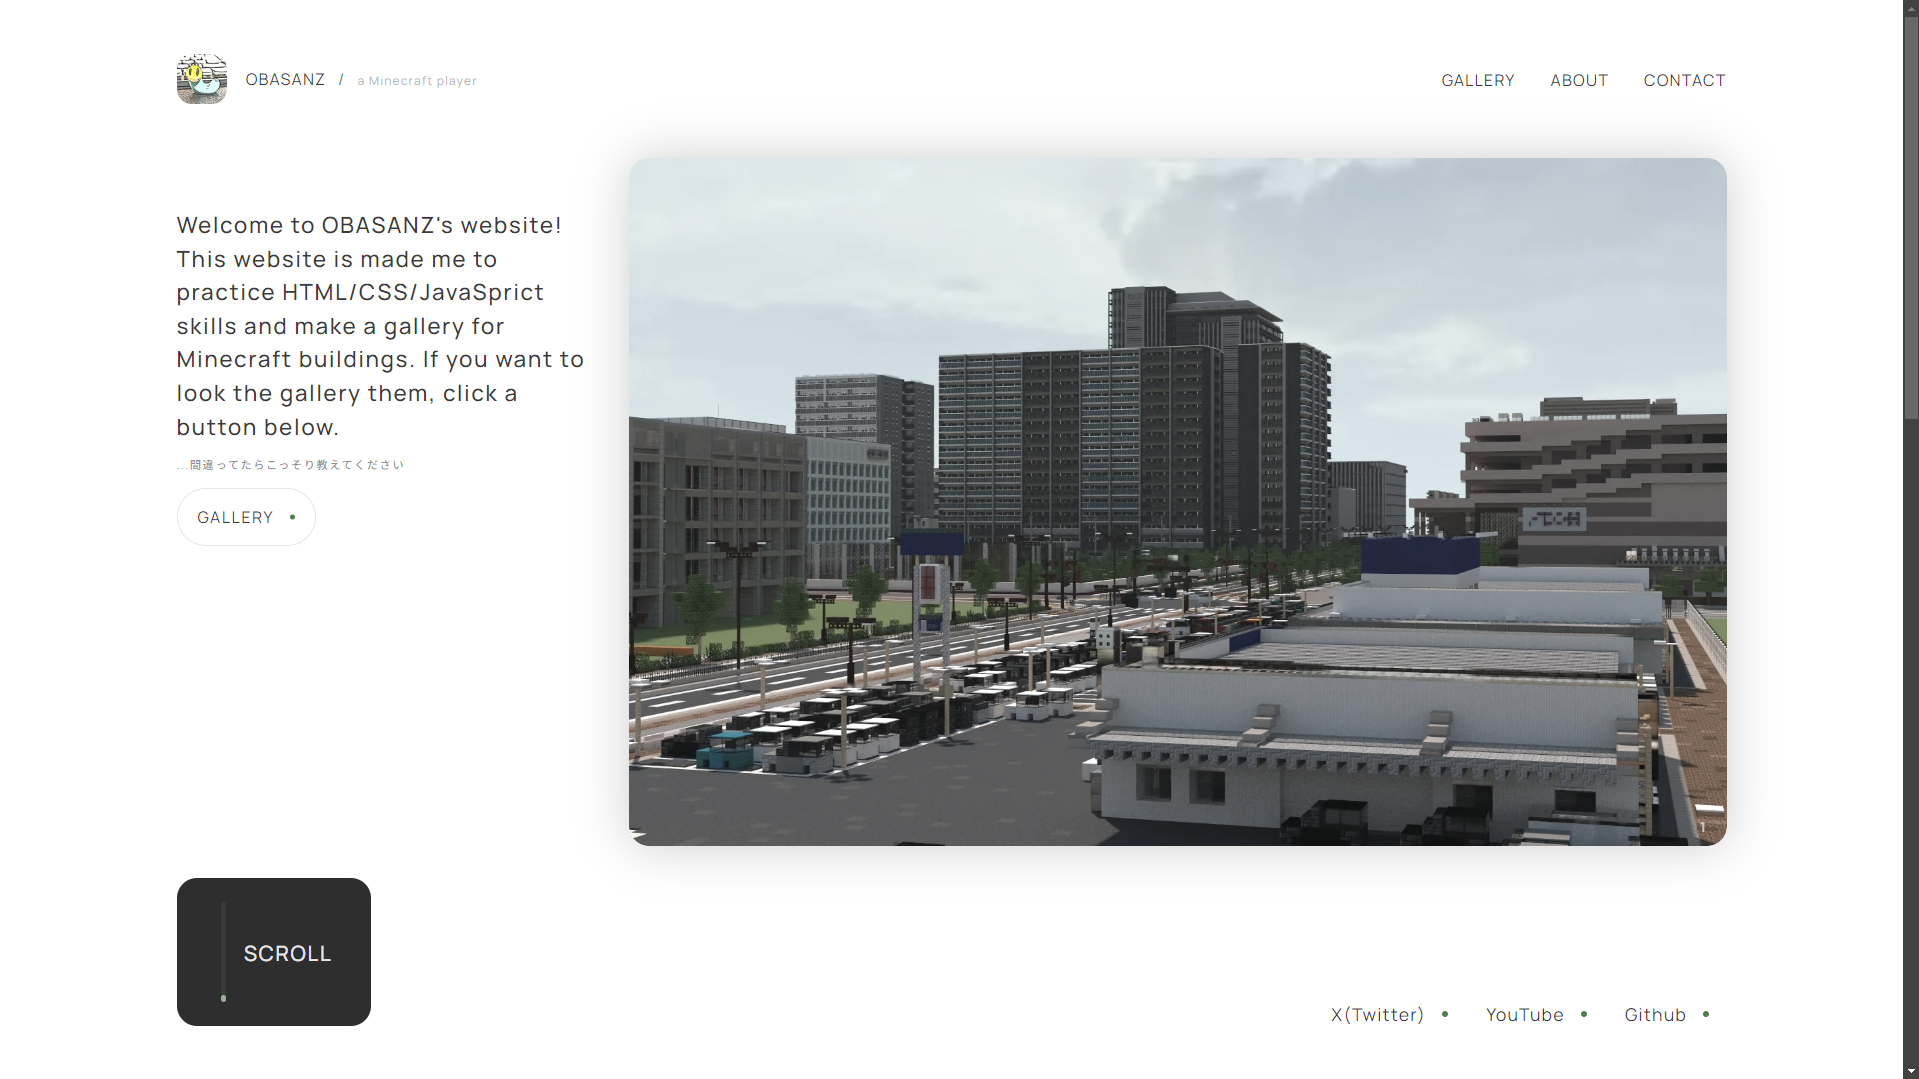 OBASANZ / a Minecraft player
GALLERY ABOUT CONTACT
Welcome to OBASANZ's website!
This website is made me to
practice HTML/CSS/JavaSprict
skills and make a gallery for
Minecraft buildings. If you want to
look the gallery them, click a
button below.
...間違ってたらこっそり教えてください
GALLERY
1
SCROLL
X(Twitter) YouTube Github